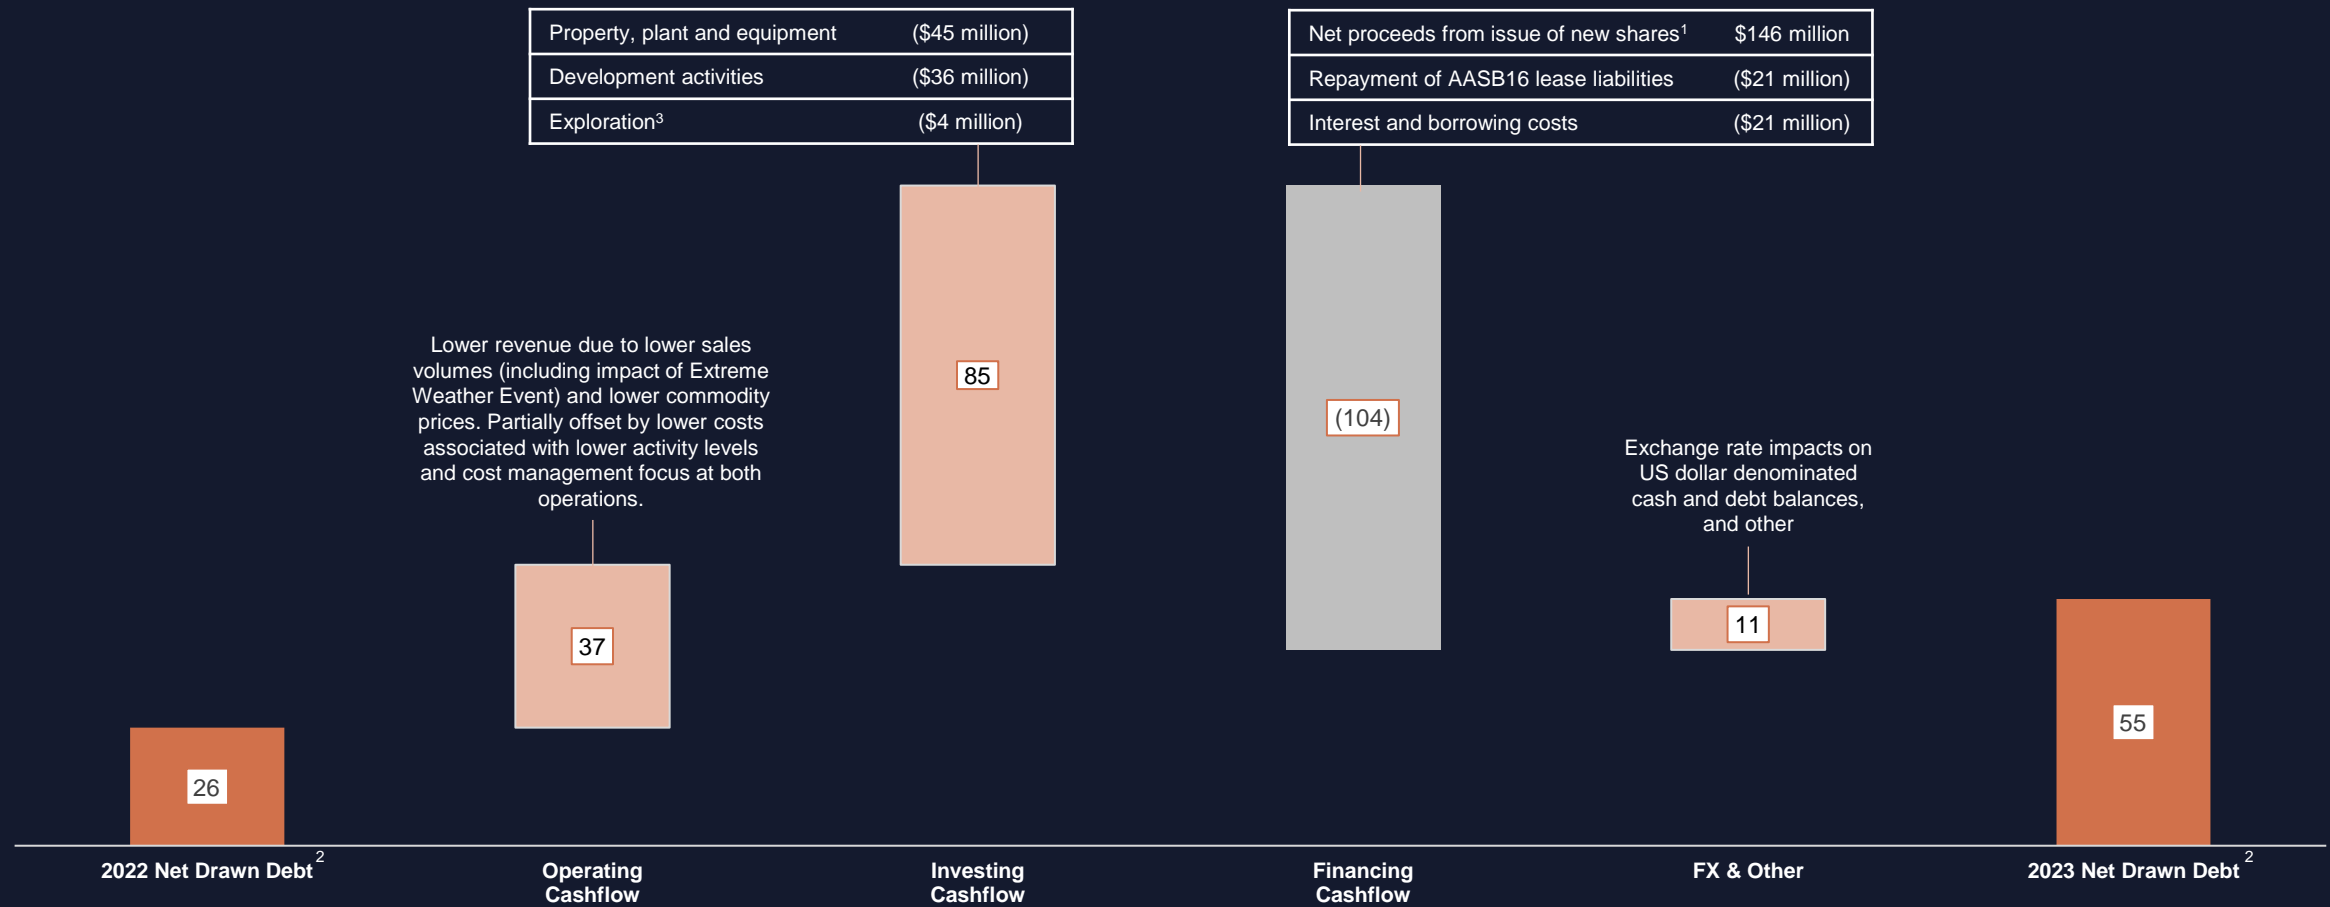 Property, plant and equipment ($45 million)
Development activities ($36 million)
Exploration³ ($4 million)
Net proceeds from issue of new shares¹ $146 million
Repayment of AASB16 lease liabilities ($21 million)
Interest and borrowing costs ($21 million)
Lower revenue due to lower sales
volumes (including impact of Extreme
Weather Event) and lower commodity
prices. Partially offset by lower costs
associated with lower activity levels
and cost management focus at both
operations.
Exchange rate impacts on
US dollar denominated
cash and debt balances,
and other
26
37
85
(104)
11
55
2022 Net Drawn Debt²
Operating
Cashflow
Investing
Cashflow
Financing
Cashflow
FX & Other
2023 Net Drawn Debt²